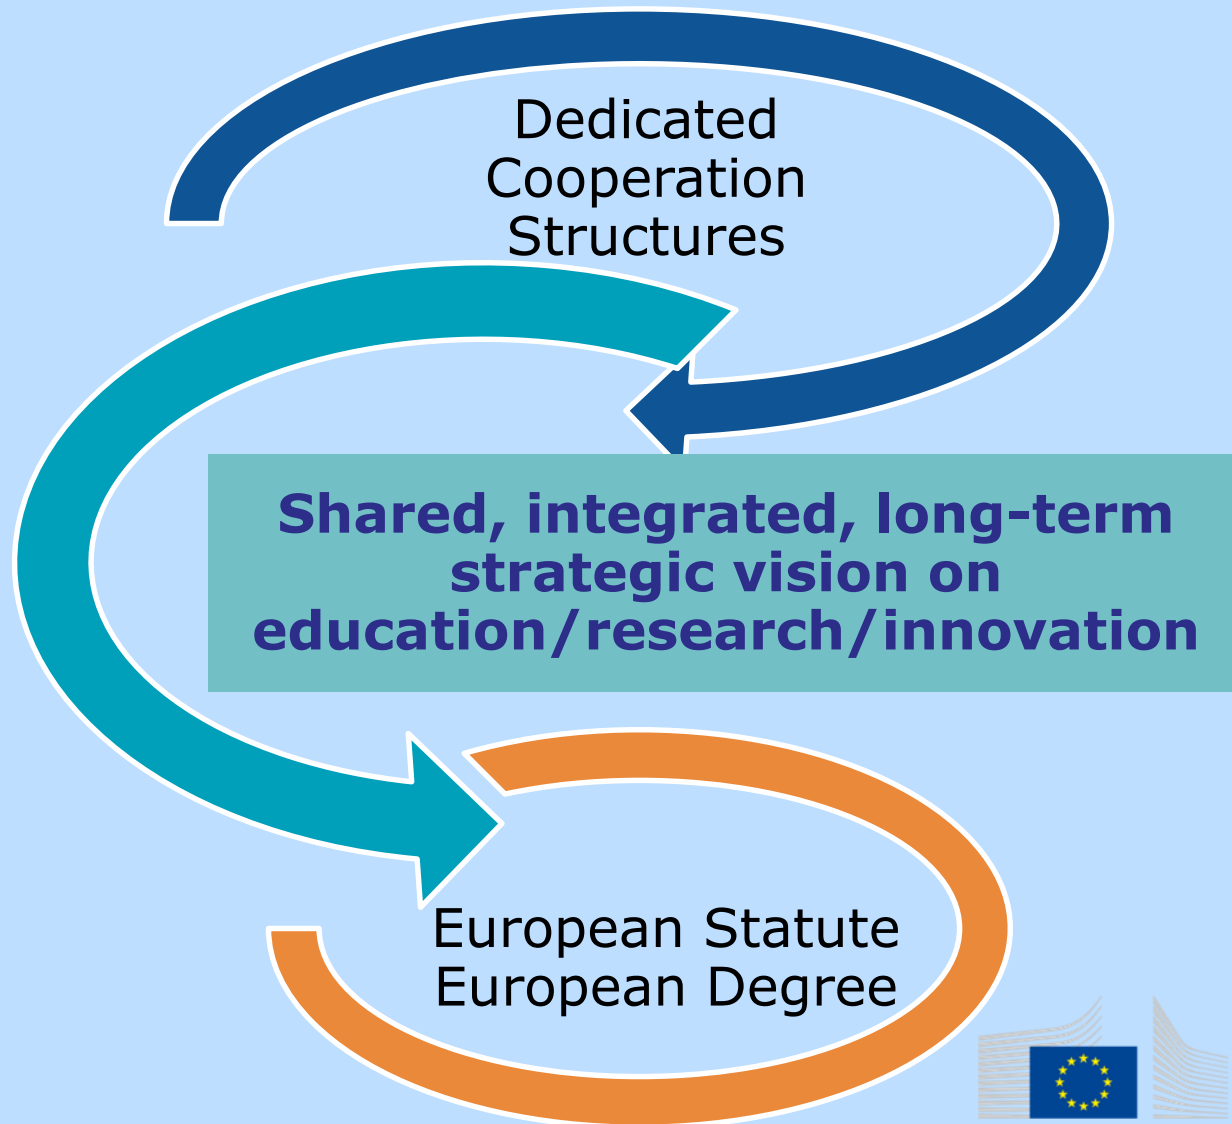 Dedicated
Cooperation
Structures
Shared, integrated, long-term
strategic vision on
education/research/innovation
European Statute
European Degree